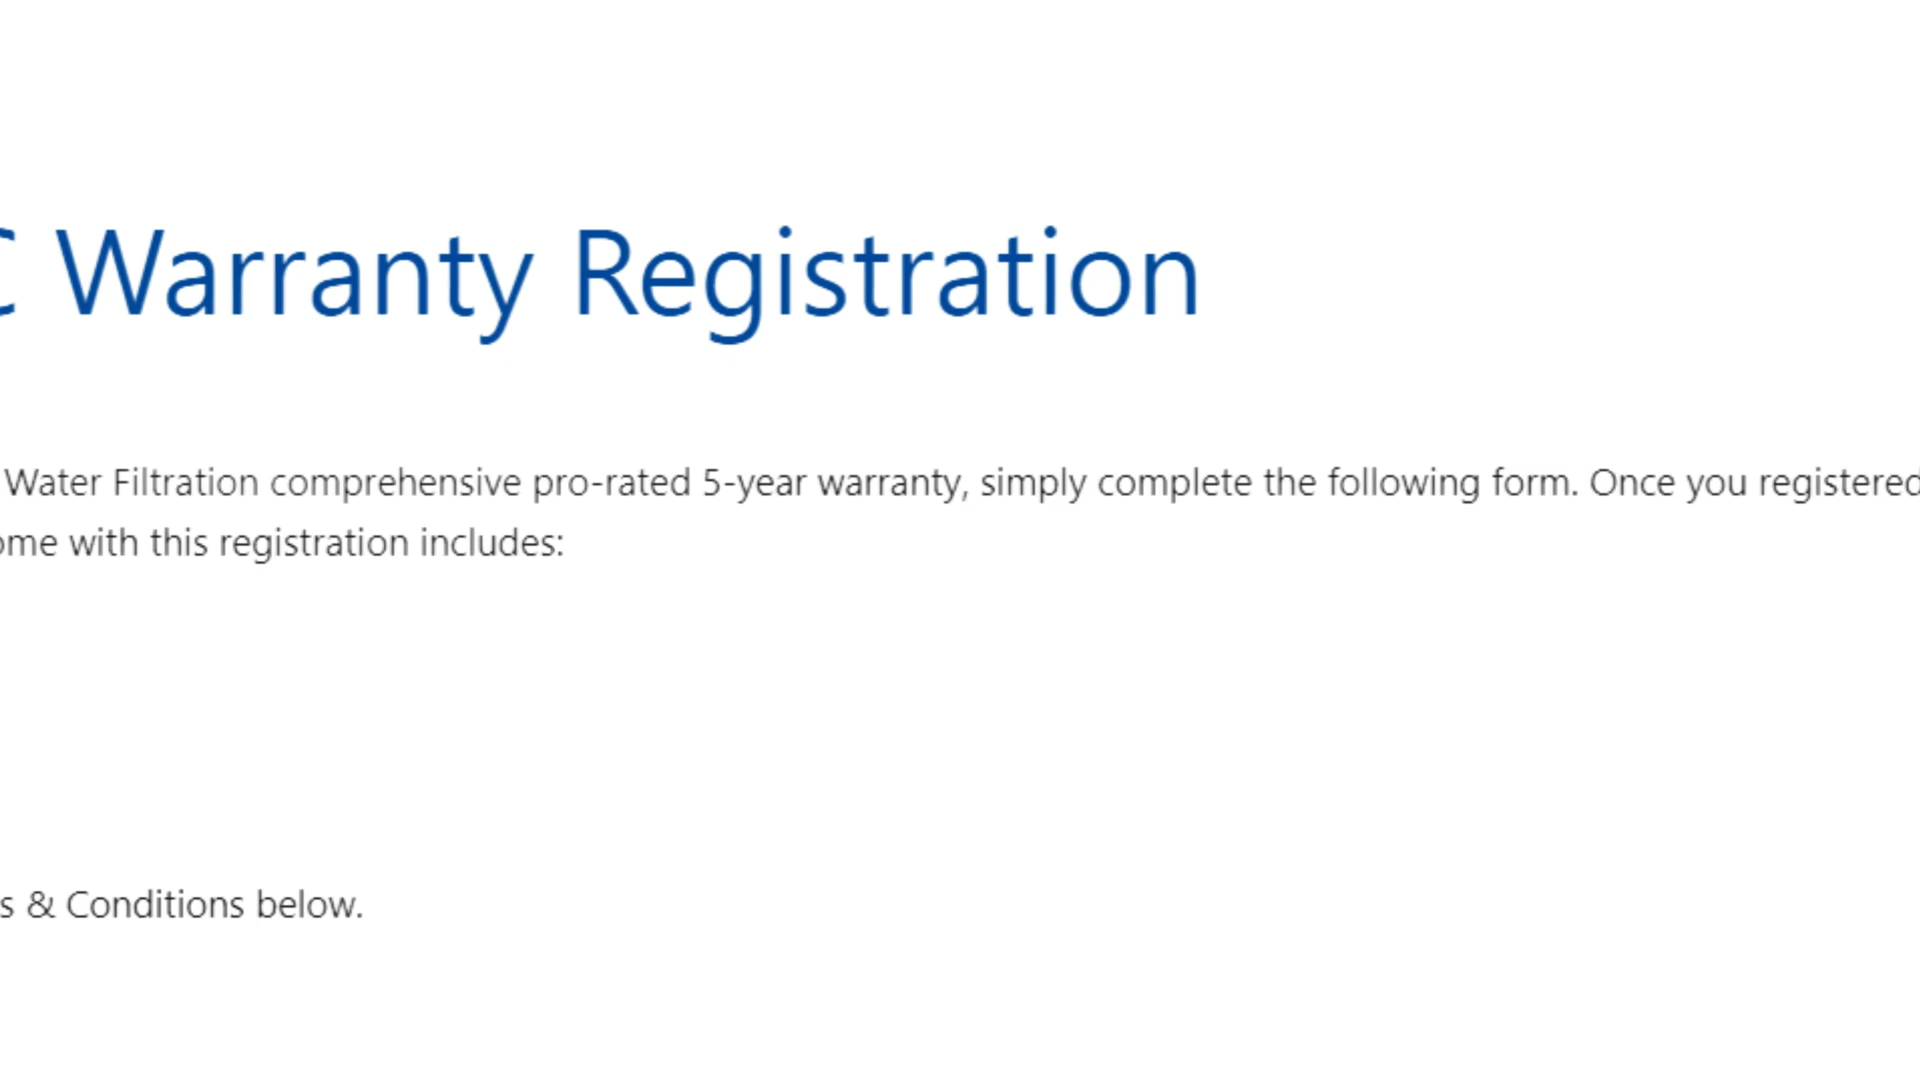 C Warranty Registration
Water Filtration comprehensive pro-rated 5-year warranty, simply complete the following form. Once you registered
ome with this registration includes:
s & Conditions below.